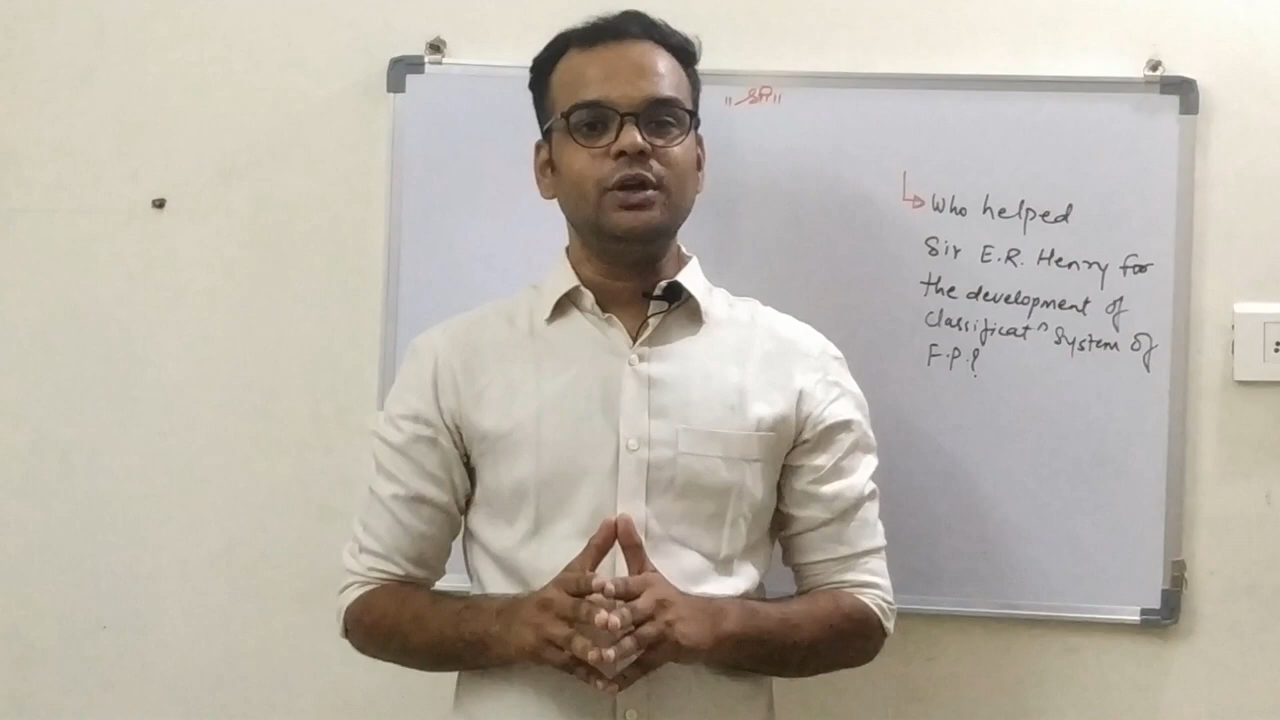 ॥ श्री ॥
Who helped
Sir E.R. Henry for
the development of
Classificatⁿ System of
F.P.?